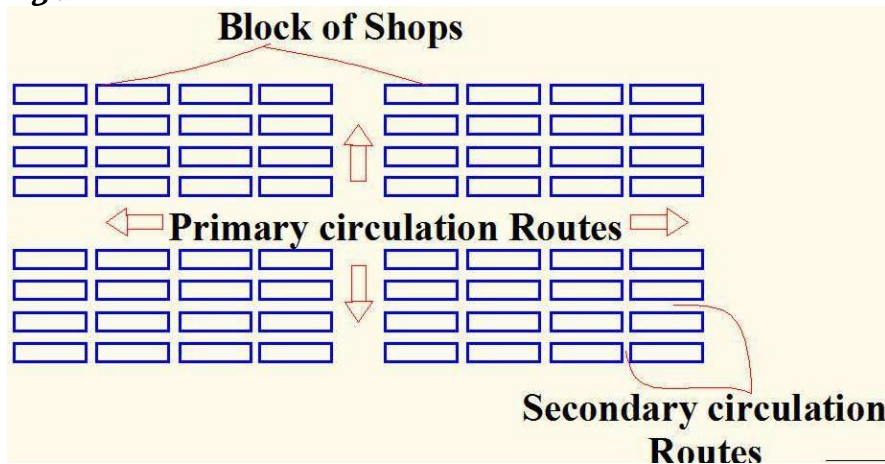 Block of Shops
Primary circulation Routes
Secondary circulation
Routes